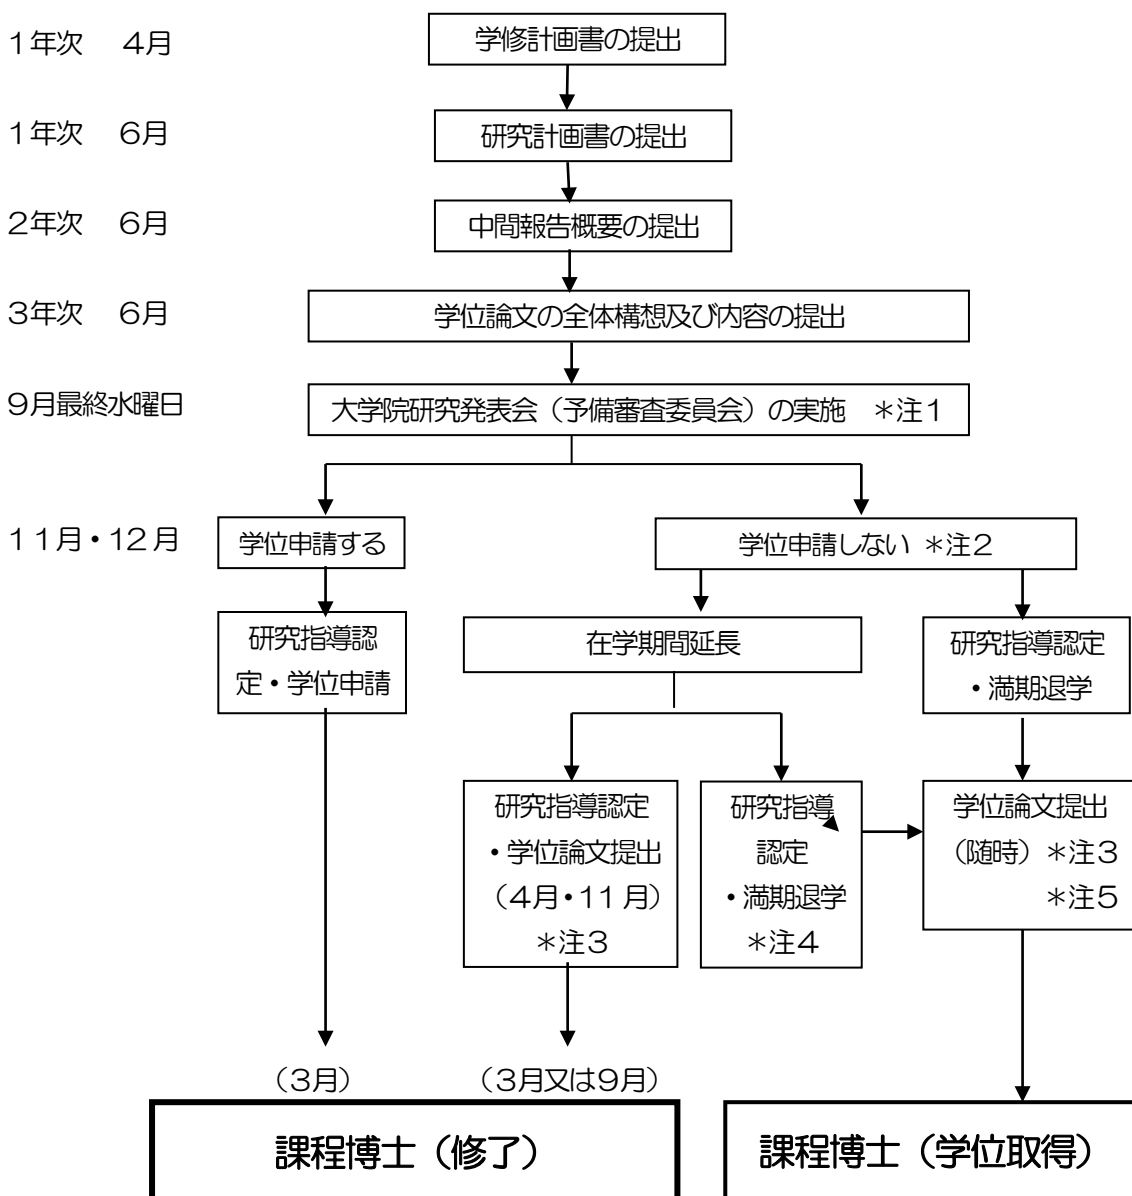 1年次　4月
学修計画書の提出
1年次　6月
研究計画書の提出
2年次　6月
中間報告概要の提出
3年次　6月
学位論文の全体構想及び内容の提出
9月最終水曜日
大学院研究発表会（予備審査委員会）の実施　＊注1
11月・12月
学位申請する
学位申請しない ＊注2
研究指導認
定・学位申請
在学期間延長
研究指導認定
・満期退学
研究指導認定
・学位論文提出
（4月・11月）
＊注3
研究指導
認定
・満期退学
＊注4
学位論文提出
（随時）＊注3
＊注5
（3月）
（3月又は9月）
課程博士（修了）
課程博士（学位取得）